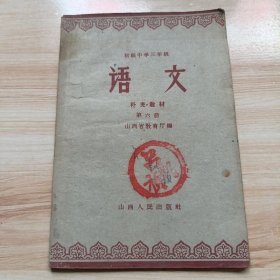 初级中学三年级
语文
补充教材
第六册
山西省教育厅编
山西人民出版社